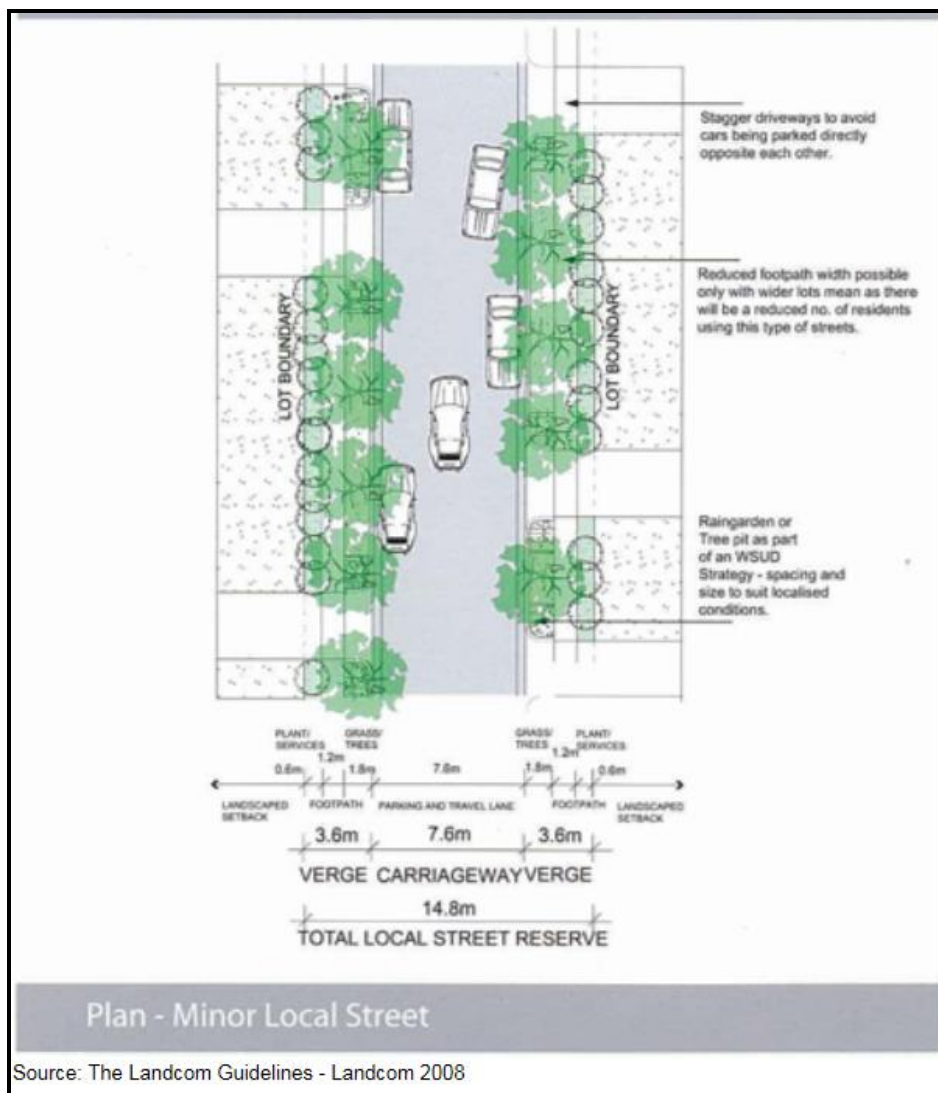 Stagger driveways to avoid
cars being parked directly
opposite each other.
Reduced footpath width possible
only with wider lots mean as there
will be a reduced no. of residents
using this type of streets.
LOT BOUNDARY
LOT BOUNDARY
Raingarden or
Tree pit as part
of an WSUD
Strategy - spacing and
size to suit localised
conditions.
PLANT/
SERVICES
GRASS/
TREES
GRASS/
TREES
PLANT/
SERVICES
0.6m
1.2m
1.8m
7.6m
1.8m
1.2m
0.6m
LANDSCAPED
SETBACK
FOOTPATH
PARKING AND TRAVEL LANE
FOOTPATH
LANDSCAPED
SETBACK
3.6m
7.6m
3.6m
VERGE CARRIAGEWAY VERGE
14.8m
TOTAL LOCAL STREET RESERVE
Plan - Minor Local Street
Source: The Landcom Guidelines - Landcom 2008